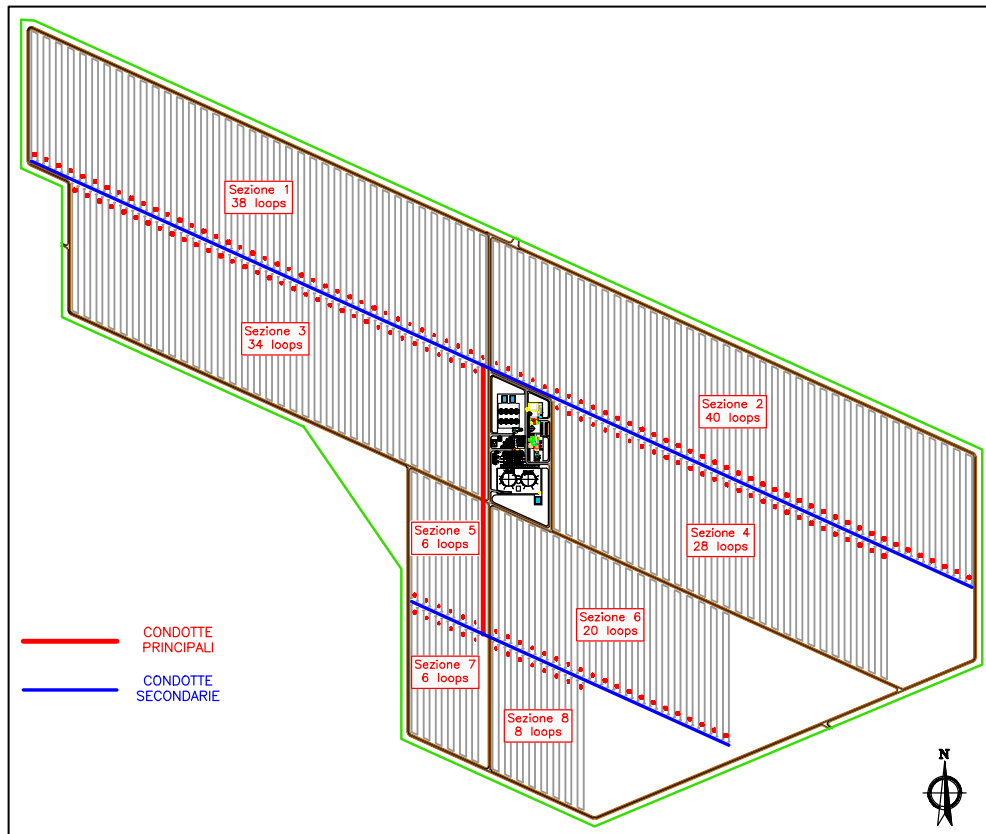 Sezione 1
38 loops
Sezione 3
34 loops
Sezione 2
40 loops
Sezione 5
6 loops
Sezione 4
28 loops
Sezione 6
20 loops
CONDOTTE
PRINCIPALI
Sezione 7
6 loops
CONDOTTE
SECONDARIE
Sezione 8
8 loops
N